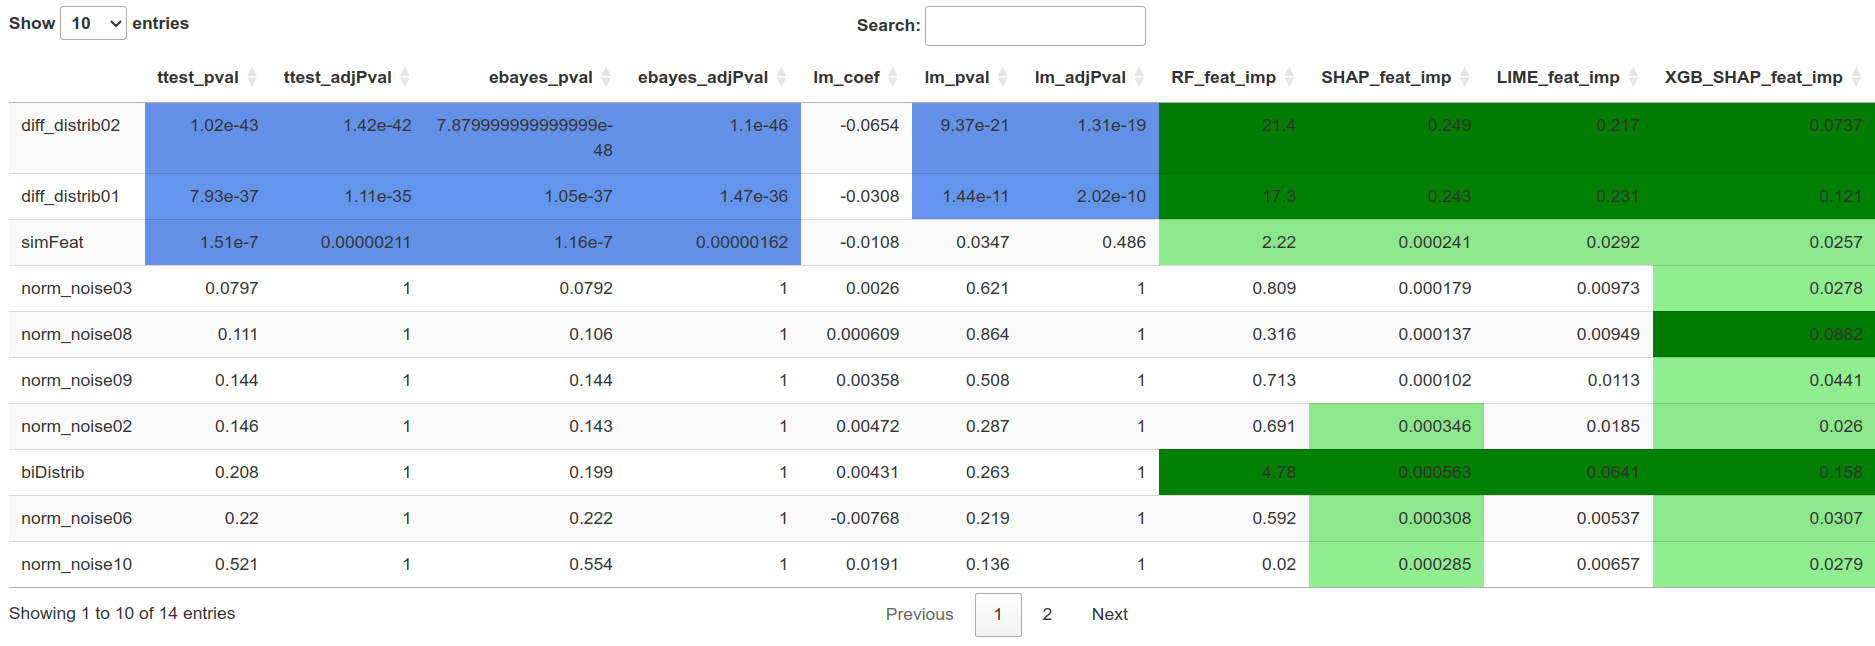 Show 10 entries Search:
ttest_pval ttest_adjPval ebayes_pval ebayes_adjPval lm_coef lm_pval lm_adjPval RF_feat_imp SHAP_feat_imp LIME_feat_imp XGB_SHAP_feat_imp
diff_distrib02 1.02e-43 1.42e-42 7.879999999999999e- 1.1e-46 -0.0654 9.37e-21 1.31e-19 21.4 0.249 0.217 0.0737
48
diff_distrib01 7.93e-37 1.11e-35 1.05e-37 1.47e-36 -0.0308 1.44e-11 2.02e-10 17.3 0.243 0.231 0.121
simFeat 1.51e-7 0.00000211 1.16e-7 0.00000162 -0.0108 0.0347 0.486 2.22 0.000241 0.0292 0.0257
norm_noise03 0.0797 1 0.0792 1 0.0026 0.621 1 0.809 0.000179 0.00973 0.0278
norm_noise08 0.111 1 0.106 1 0.000609 0.864 1 0.316 0.000137 0.00949 0.0882
norm_noise09 0.144 1 0.144 1 0.00358 0.508 1 0.713 0.000102 0.0113 0.0441
norm_noise02 0.146 1 0.143 1 0.00472 0.287 1 0.691 0.000346 0.0185 0.026
biDistrib 0.208 1 0.199 1 0.00431 0.263 1 4.78 0.000563 0.0641 0.158
norm_noise06 0.22 1 0.222 1 -0.00768 0.219 1 0.592 0.000308 0.00537 0.0307
norm_noise10 0.521 1 0.554 1 0.0191 0.136 1 0.02 0.000285 0.00657 0.0279
Showing 1 to 10 of 14 entries Previous 1 2 Next